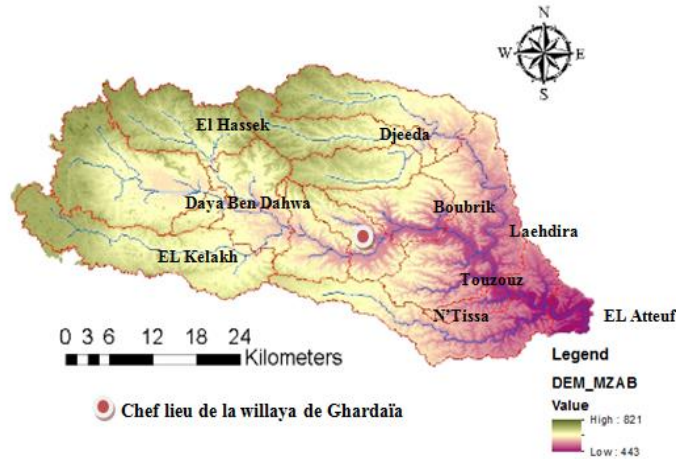 N
W E
S
El Hassek
Djeeda
Daya Ben Dahwa
Boubrik
Laehdira
EL Kelakh
Touzouz
N'Tissa
EL Atteuf
0 3 6 12 18 24
Kilometers
Legend
DEM_MZAB
Value
High : 821
Low : 443
Chef lieu de la willaya de Ghardaïa